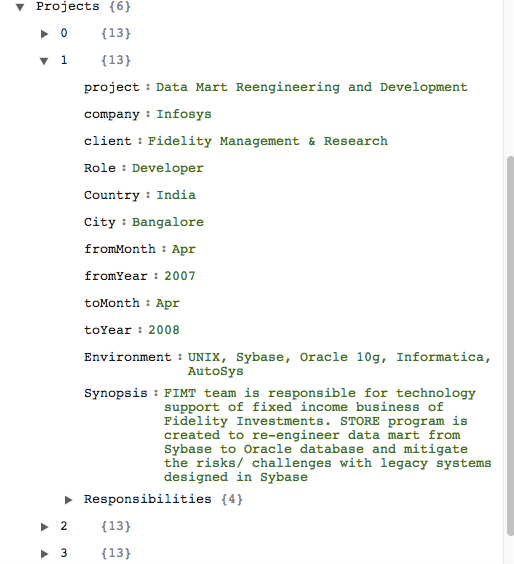 ▼ Projects {6}
▶ 0 {13}
▼ 1 {13}
project : Data Mart Reengineering and Development
company : Infosys
client : Fidelity Management & Research
Role : Developer
Country : India
City : Bangalore
fromMonth : Apr
fromYear : 2007
toMonth : Apr
toYear : 2008
Environment : UNIX, Sybase, Oracle 10g, Informatica,
AutoSys
Synopsis : FIMT team is responsible for technology
support of fixed income business of
Fidelity Investments. STORE program is
created to re-engineer data mart from
Sybase to Oracle database and mitigate
the risks/ challenges with legacy systems
designed in Sybase
▶ Responsibilities {4}
▶ 2 {13}
▶ 3 {13}